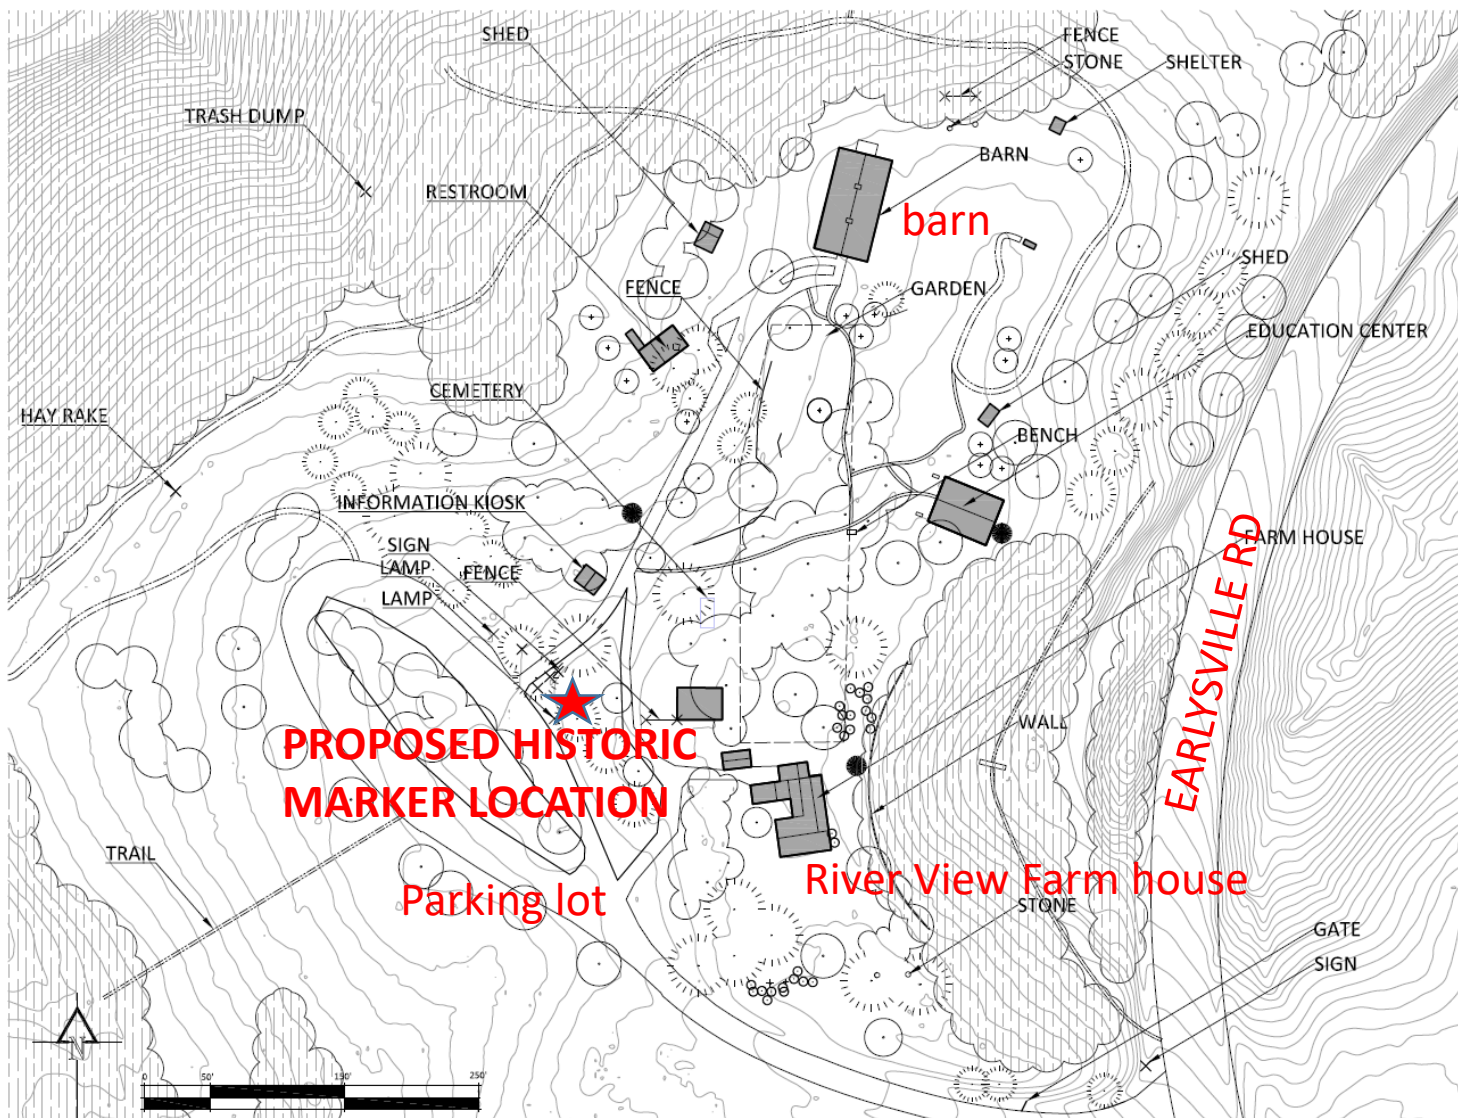 SHED
FENCE
STONE
SHELTER
TRASH DUMP
BARN
RESTROOM
barn
SHED
FENCE
GARDEN
EDUCATION CENTER
CEMETERY
HAY RAKE
BENCH
INFORMATION KIOSK
SIGN
FARM HOUSE
LAMP
FENCE
LAMP
EARLYSVILLE RD
WALL
PROPOSED HISTORIC
MARKER LOCATION
TRAIL
River View Farm house
Parking lot
STONE
GATE
SIGN
N
0 50' 150' 250'